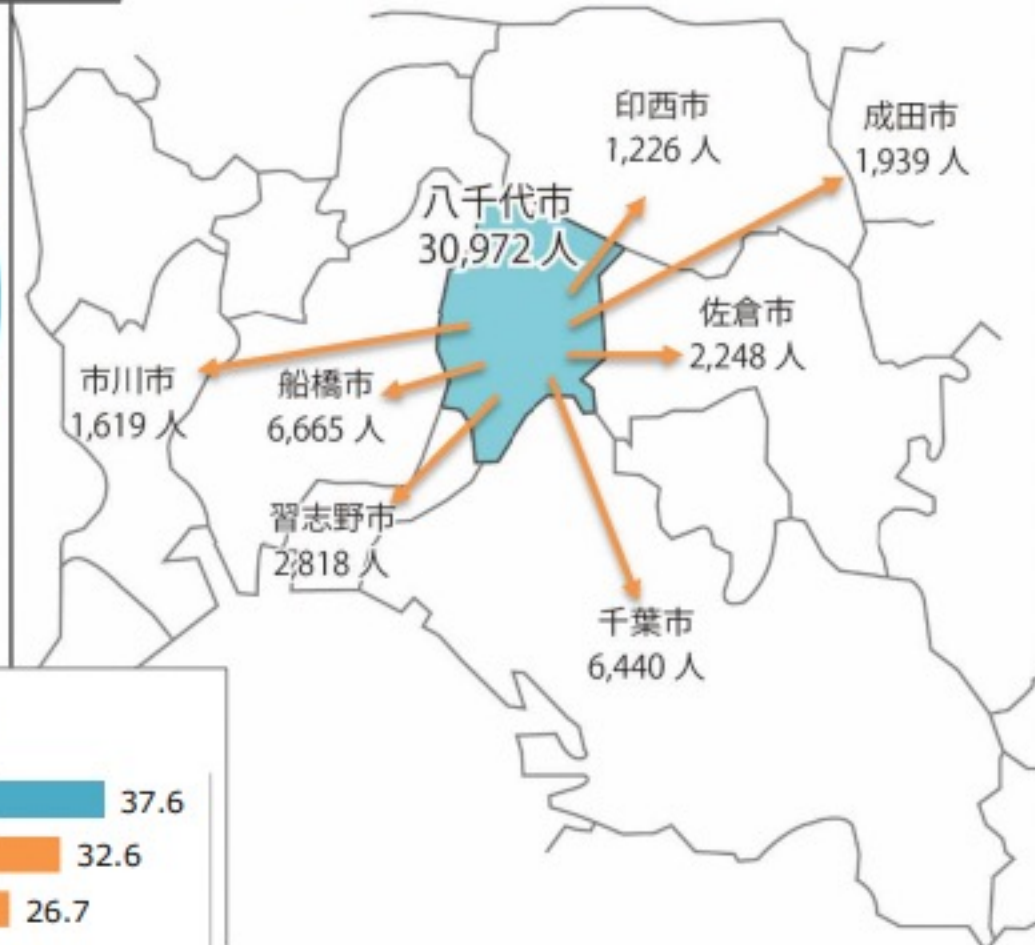 印西市
1,226 人
成田市
1,939 人
八千代市
30,972 人
佐倉市
2,248 人
市川市
1,619 人
船橋市
6,665 人
習志野市
2,818 人
千葉市
6,440 人
37.6
32.6
26.7